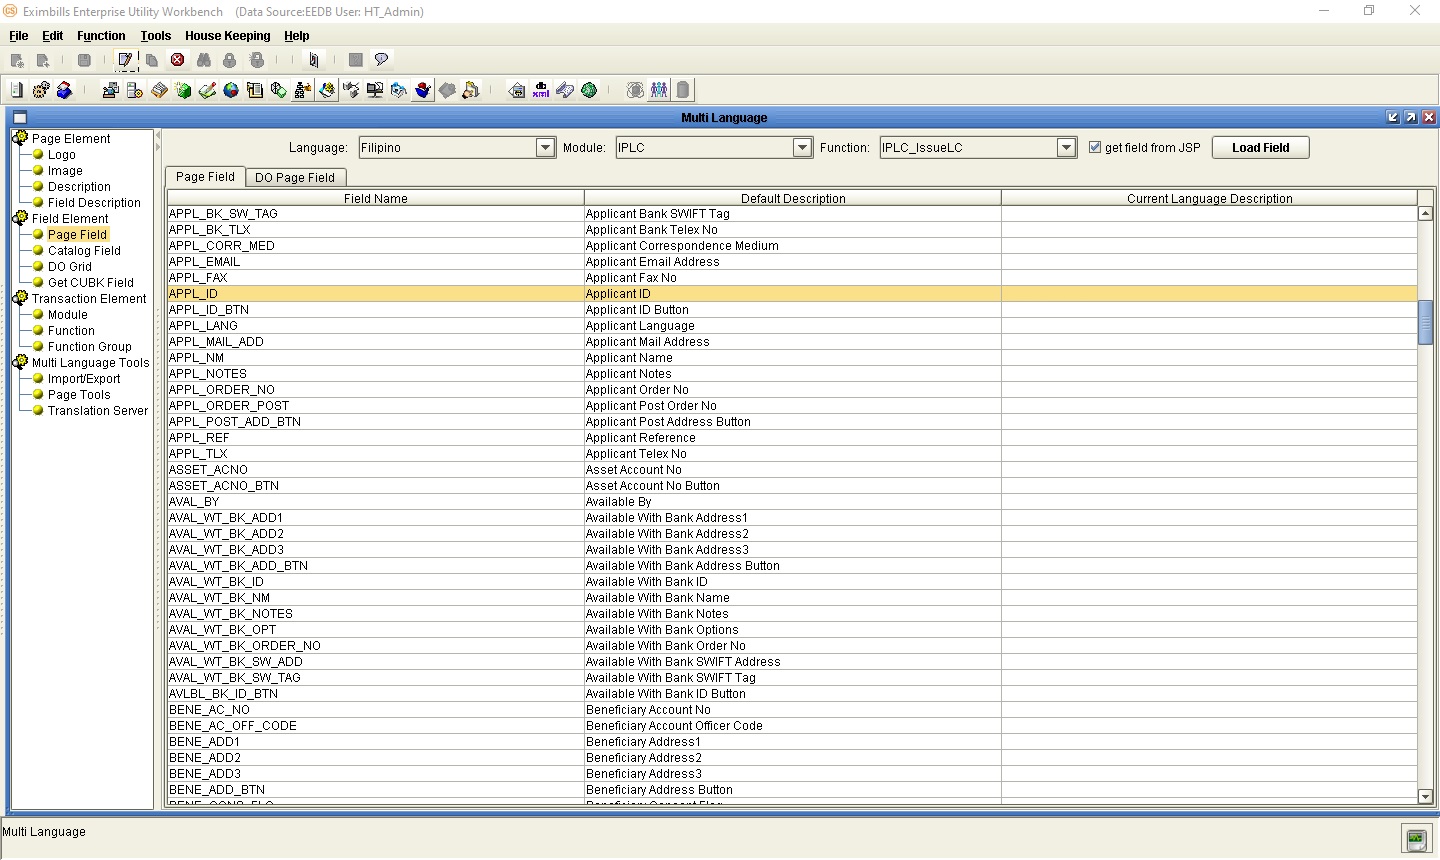 Eximbills Enterprise Utility Workbench (Data Source:EEDB User: HT_Admin)
File Edit Function Tools House Keeping Help
Multi Language
Page Element
Logo
Image
Description
Field Description
Field Element
Page Field
Catalog Field
DO Grid
Get CUBK Field
Transaction Element
Module
Function
Function Group
Multi Language Tools
Import/Export
Page Tools
Translation Server
Language: Filipino Module: IPLC Function: IPLC_IssueLC get field from JSP Load Field
Page Field DO Page Field
Field Name Default Description Current Language Description
APPL_BK_SW_TAG Applicant Bank SWIFT Tag
APPL_BK_TLX Applicant Bank Telex No
APPL_CORR_MED Applicant Correspondence Medium
APPL_EMAIL Applicant Email Address
APPL_FAX Applicant Fax No
APPL_ID Applicant ID
APPL_ID_BTN Applicant ID Button
APPL_LANG Applicant Language
APPL_MAIL_ADD Applicant Mail Address
APPL_NM Applicant Name
APPL_NOTES Applicant Notes
APPL_ORDER_NO Applicant Order No
APPL_ORDER_POST Applicant Post Order No
APPL_POST_ADD_BTN Applicant Post Address Button
APPL_REF Applicant Reference
APPL_TLX Applicant Telex No
ASSET_ACNO Asset Account No
ASSET_ACNO_BTN Asset Account No Button
AVAL_BY Available By
AVAL_WT_BK_ADD1 Available With Bank Address1
AVAL_WT_BK_ADD2 Available With Bank Address2
AVAL_WT_BK_ADD3 Available With Bank Address3
AVAL_WT_BK_ADD_BTN Available With Bank Address Button
AVAL_WT_BK_ID Available With Bank ID
AVAL_WT_BK_NM Available With Bank Name
AVAL_WT_BK_NOTES Available With Bank Notes
AVAL_WT_BK_OPT Available With Bank Options
AVAL_WT_BK_ORDER_NO Available With Bank Order No
AVAL_WT_BK_SW_ADD Available With Bank SWIFT Address
AVAL_WT_BK_SW_TAG Available With Bank SWIFT Tag
AVLBL_BK_ID_BTN Available With Bank ID Button
BENE_AC_NO Beneficiary Account No
BENE_AC_OFF_CODE Beneficiary Account Officer Code
BENE_ADD1 Beneficiary Address1
BENE_ADD2 Beneficiary Address2
BENE_ADD3 Beneficiary Address3
BENE_ADD_BTN Beneficiary Address Button
Multi Language